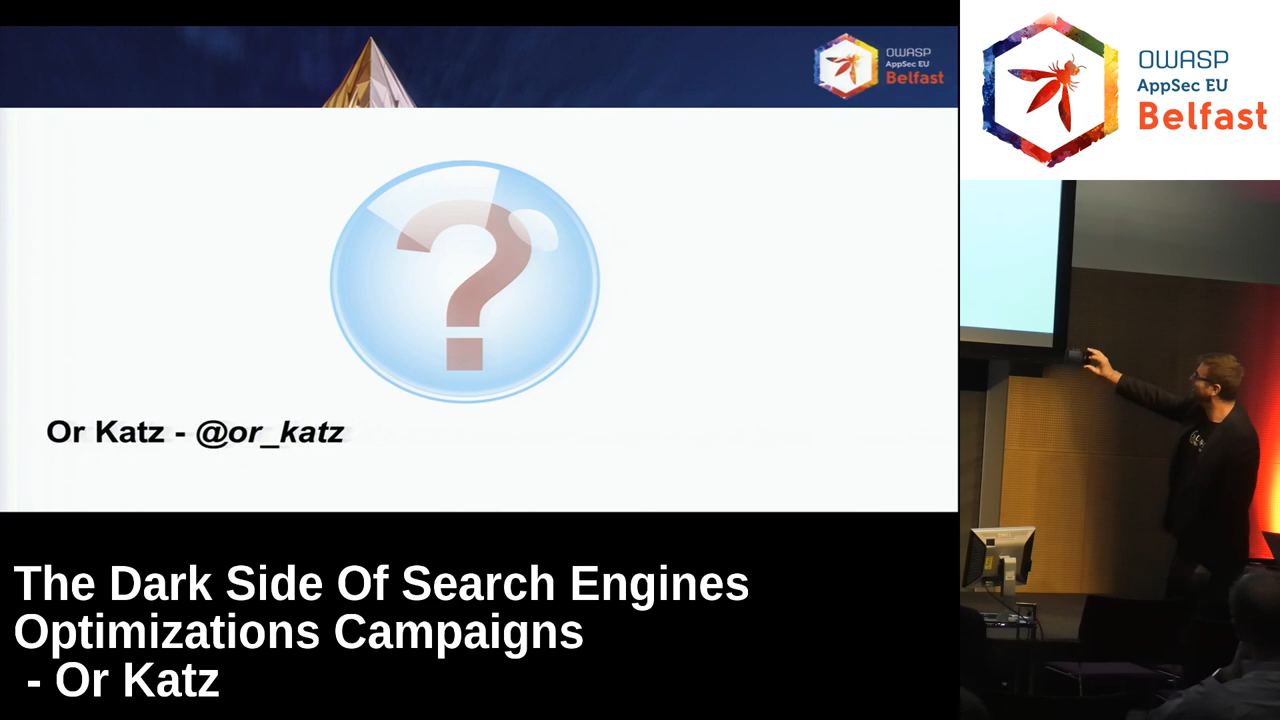 OWASP
AppSec EU
Belfast
OWASP
AppSec EU
Belfast
?
Or Katz - @or_katz
The Dark Side Of Search Engines
Optimizations Campaigns
- Or Katz